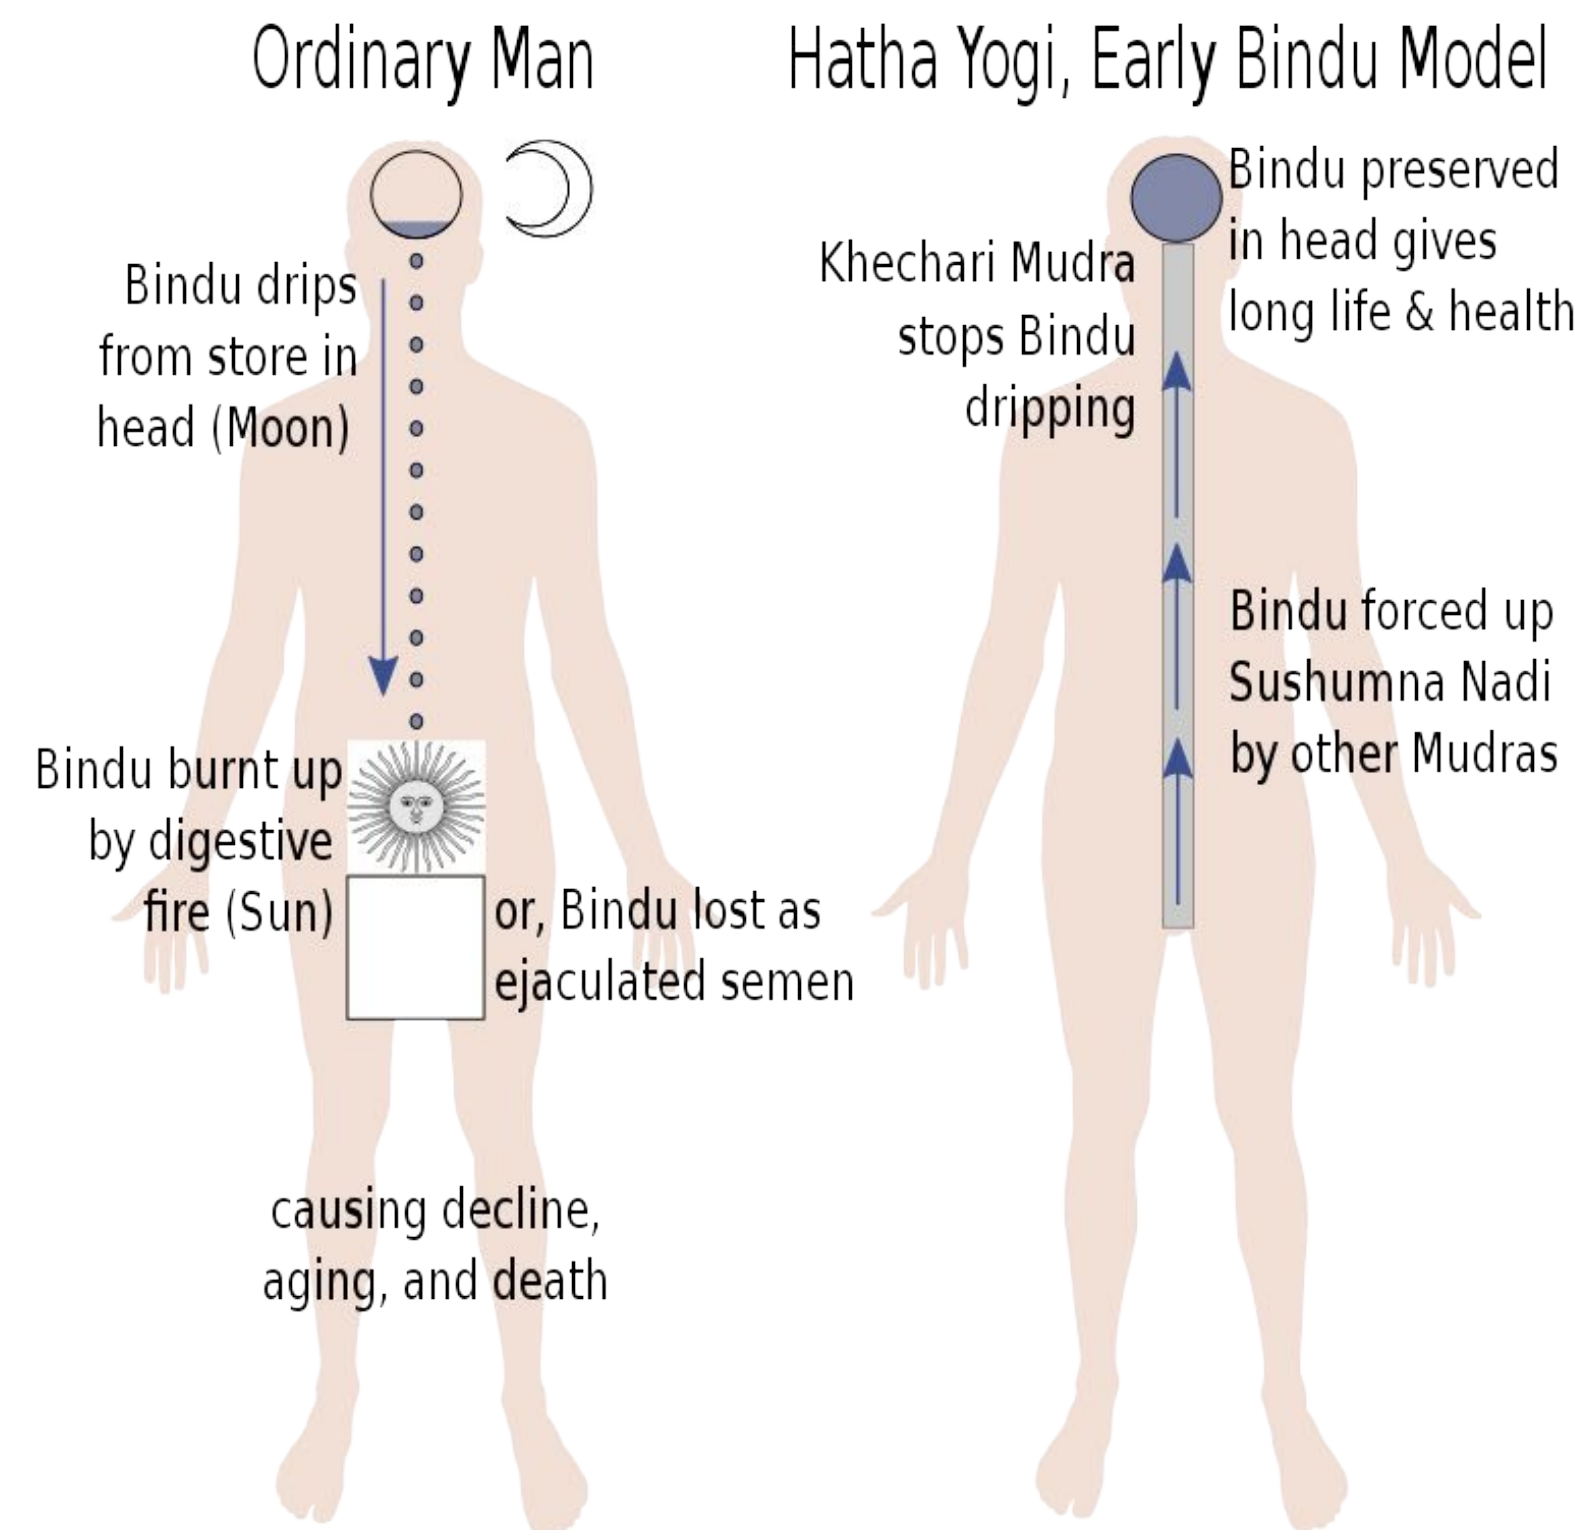 Ordinary Man
Bindu drips
from store in
head (Moon)
Bindu burnt up
by digestive
fire (Sun)
or, Bindu lost as
ejaculated semen
causing decline,
aging, and death
Hatha Yogi, Early Bindu Model
Bindu preserved
in head gives
long life & health
Khechari Mudra
stops Bindu
dripping
Bindu forced up
Sushumna Nadi
by other Mudras